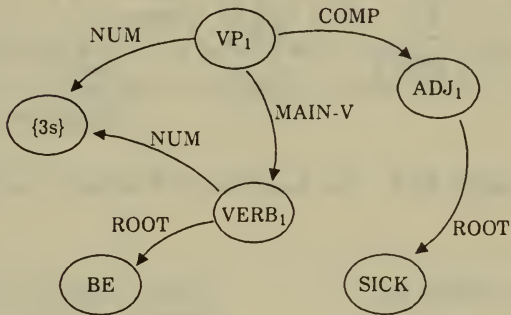 COMP
NUM
VP₁
ADJ₁
{3s}
MAIN-V
NUM
VERB₁
ROOT
ROOT
BE
SICK